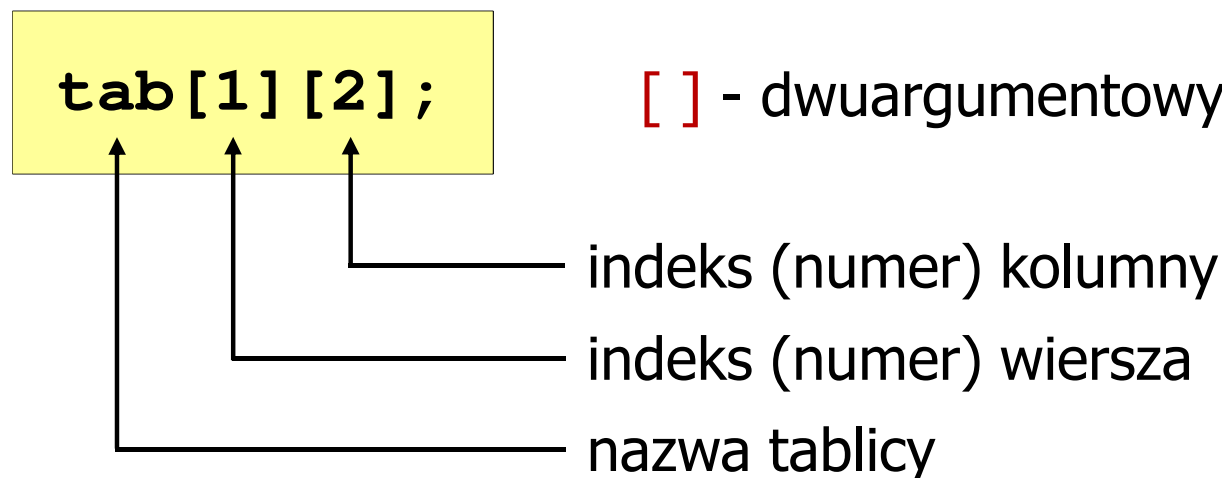 tab[1][2];
[ ] - dwuargumentowy
indeks (numer) kolumny
indeks (numer) wiersza
nazwa tablicy